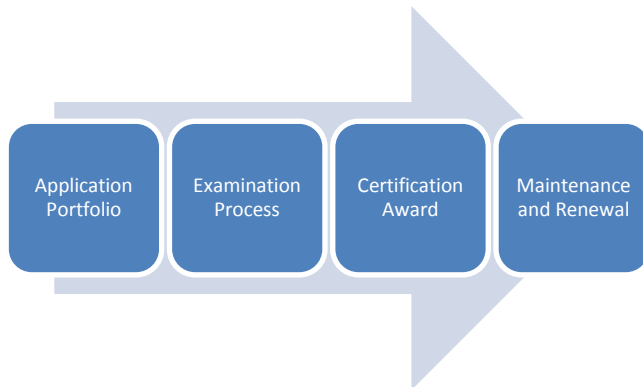 Application
Portfolio
Examination
Process
Certification
Award
Maintenance
and Renewal